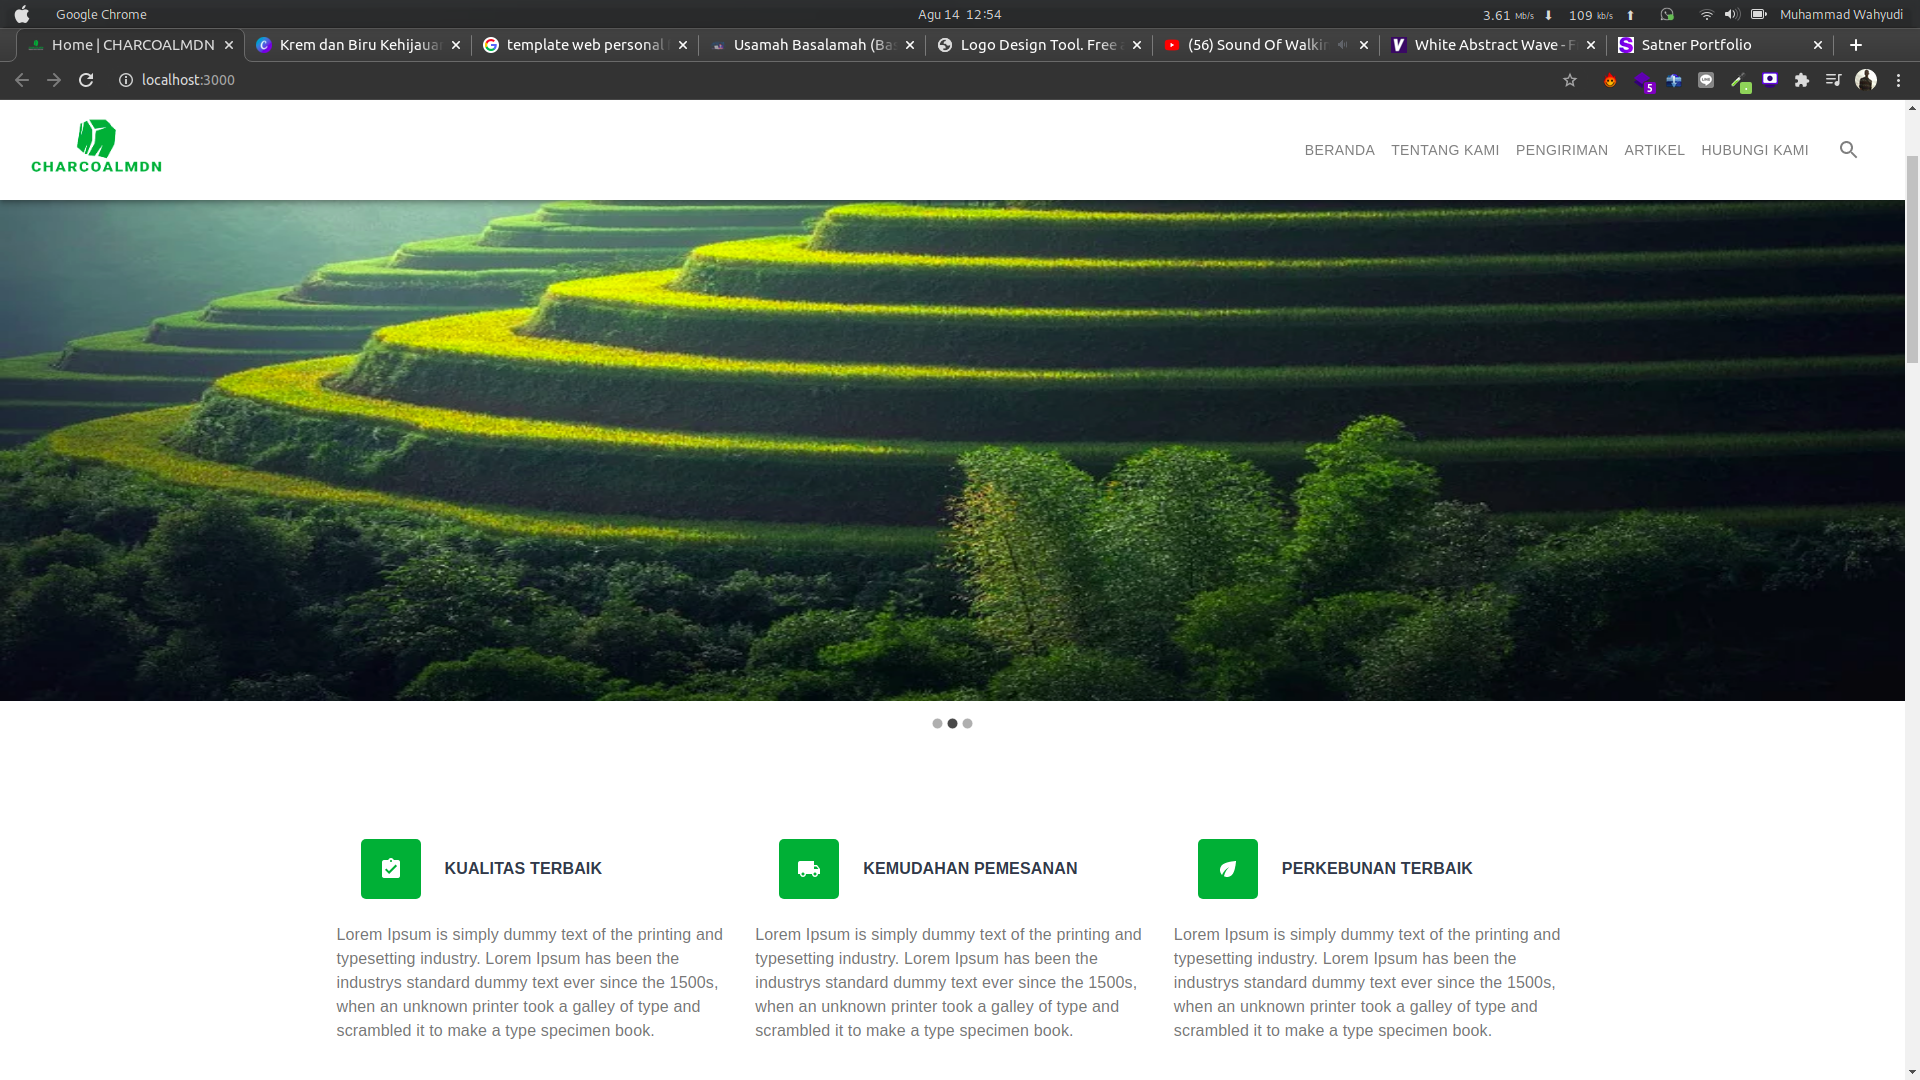 Google Chrome
Agu 14 12:54
3.61 Mb/s 109 kb/s
Muhammad Wahyudi
Home | CHARCOALMDN
Krem dan Biru Kehijauan
template web personal
Usamah Basalamah (Ba
Logo Design Tool. Free
(56) Sound Of Walkin
White Abstract Wave - F
Satner Portfolio
localhost:3000
5
CHARCOALMDN
BERANDA TENTANG KAMI PENGIRIMAN ARTIKEL HUBUNGI KAMI
KUALITAS TERBAIK
Lorem Ipsum is simply dummy text of the printing and
typesetting industry. Lorem Ipsum has been the
industrys standard dummy text ever since the 1500s,
when an unknown printer took a galley of type and
scrambled it to make a type specimen book.
KEMUDAHAN PEMESANAN
Lorem Ipsum is simply dummy text of the printing and
typesetting industry. Lorem Ipsum has been the
industrys standard dummy text ever since the 1500s,
when an unknown printer took a galley of type and
scrambled it to make a type specimen book.
PERKEBUNAN TERBAIK
Lorem Ipsum is simply dummy text of the printing and
typesetting industry. Lorem Ipsum has been the
industrys standard dummy text ever since the 1500s,
when an unknown printer took a galley of type and
scrambled it to make a type specimen book.